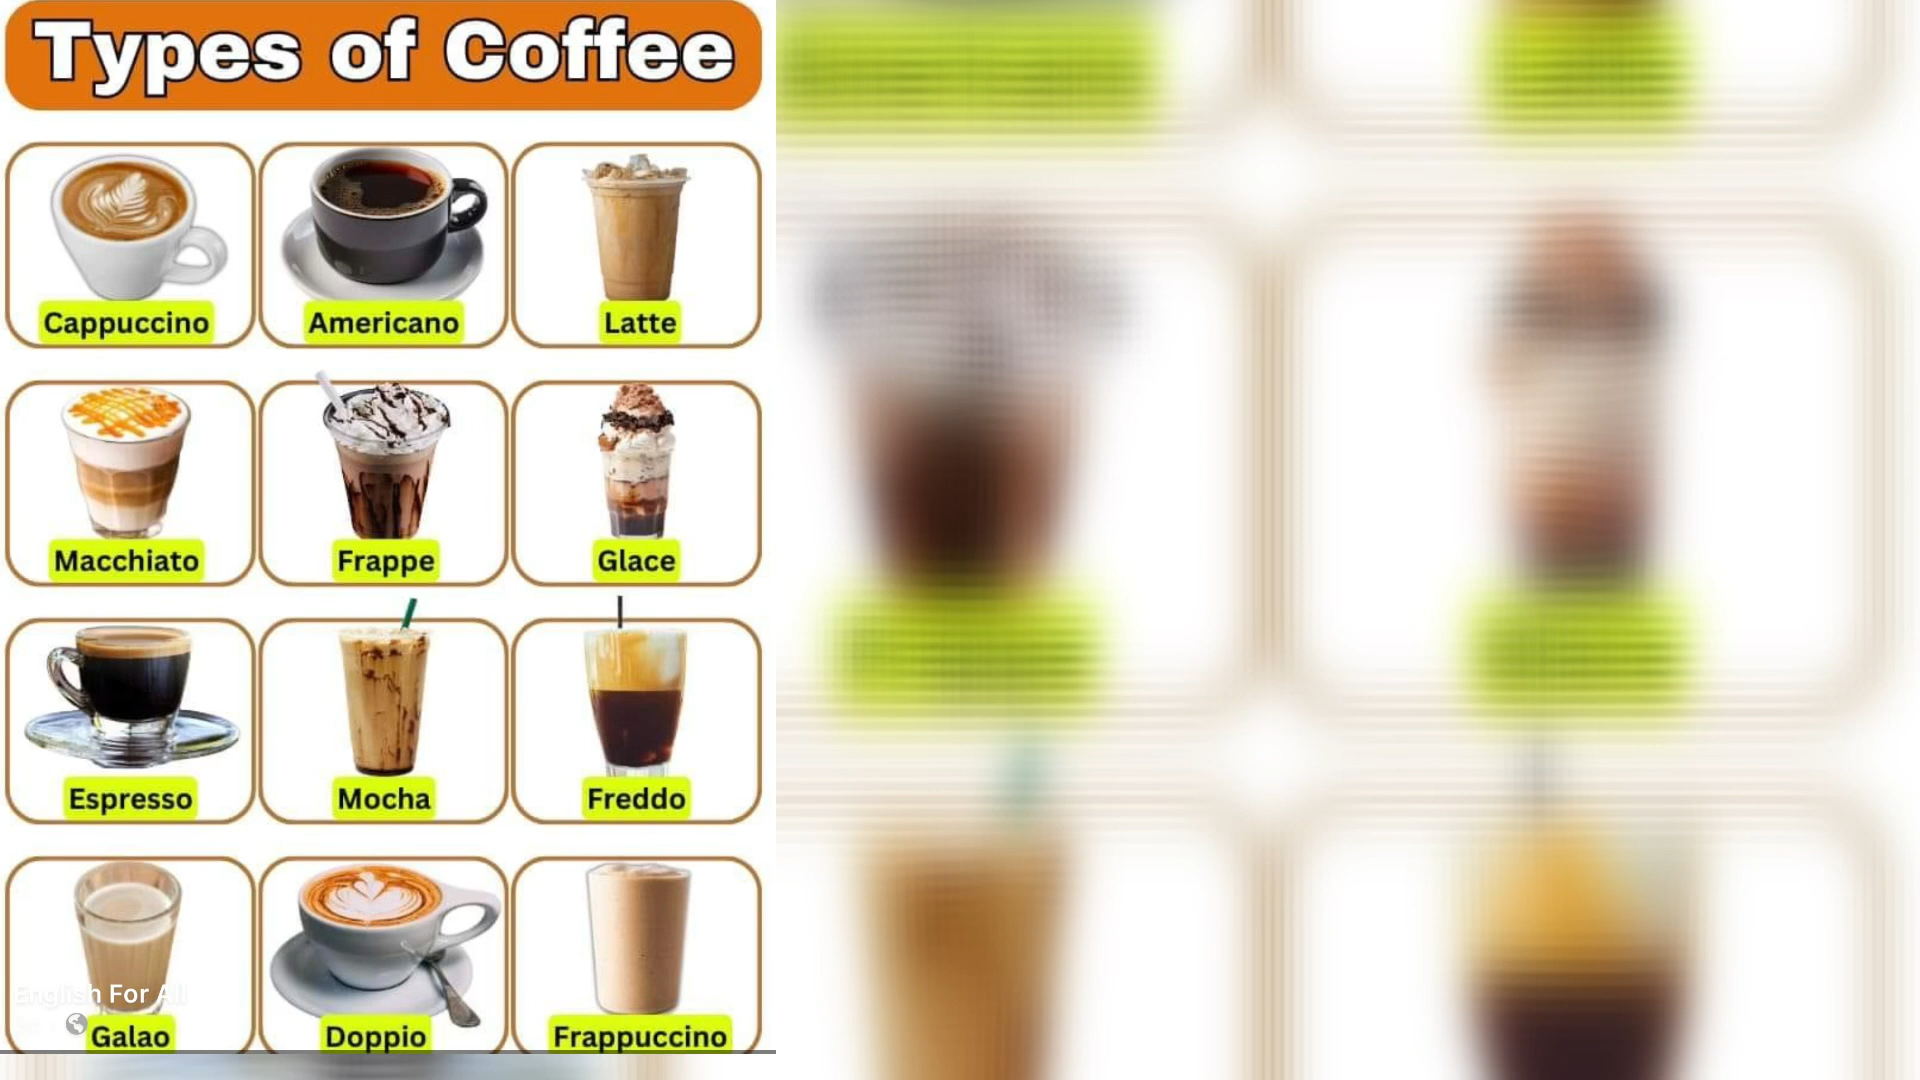 Types of Coffee
Cappuccino
Americano
Latte
Macchiato
Frappe
Glace
Espresso
Mocha
Freddo
English For All
Galao
Doppio
Frappuccino